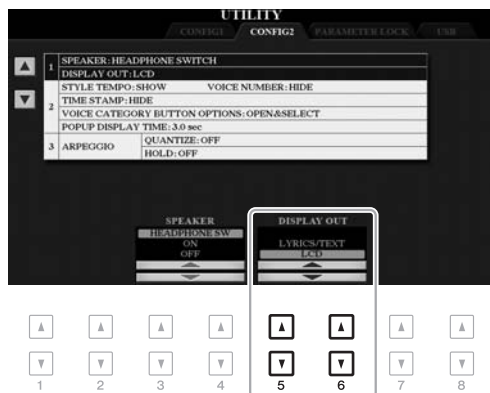 UTILITY
CONFIG1 CONFIG2 PARAMETER LOCK USB
1 SPEAKER: HEADPHONE SWITCH
DISPLAY OUT: LCD
2 STYLE TEMPO: SHOW VOICE NUMBER: HIDE
TIME STAMP: HIDE
VOICE CATEGORY BUTTON OPTIONS: OPEN&SELECT
POPUP DISPLAY TIME: 3.0 sec
3 ARPEGGIO QUANTIZE: OFF
HOLD: OFF
SPEAKER DISPLAY OUT
HEADPHONE SW
ON LYRICS/TEXT
OFF LCD
1 2 3 4 5 6 7 8